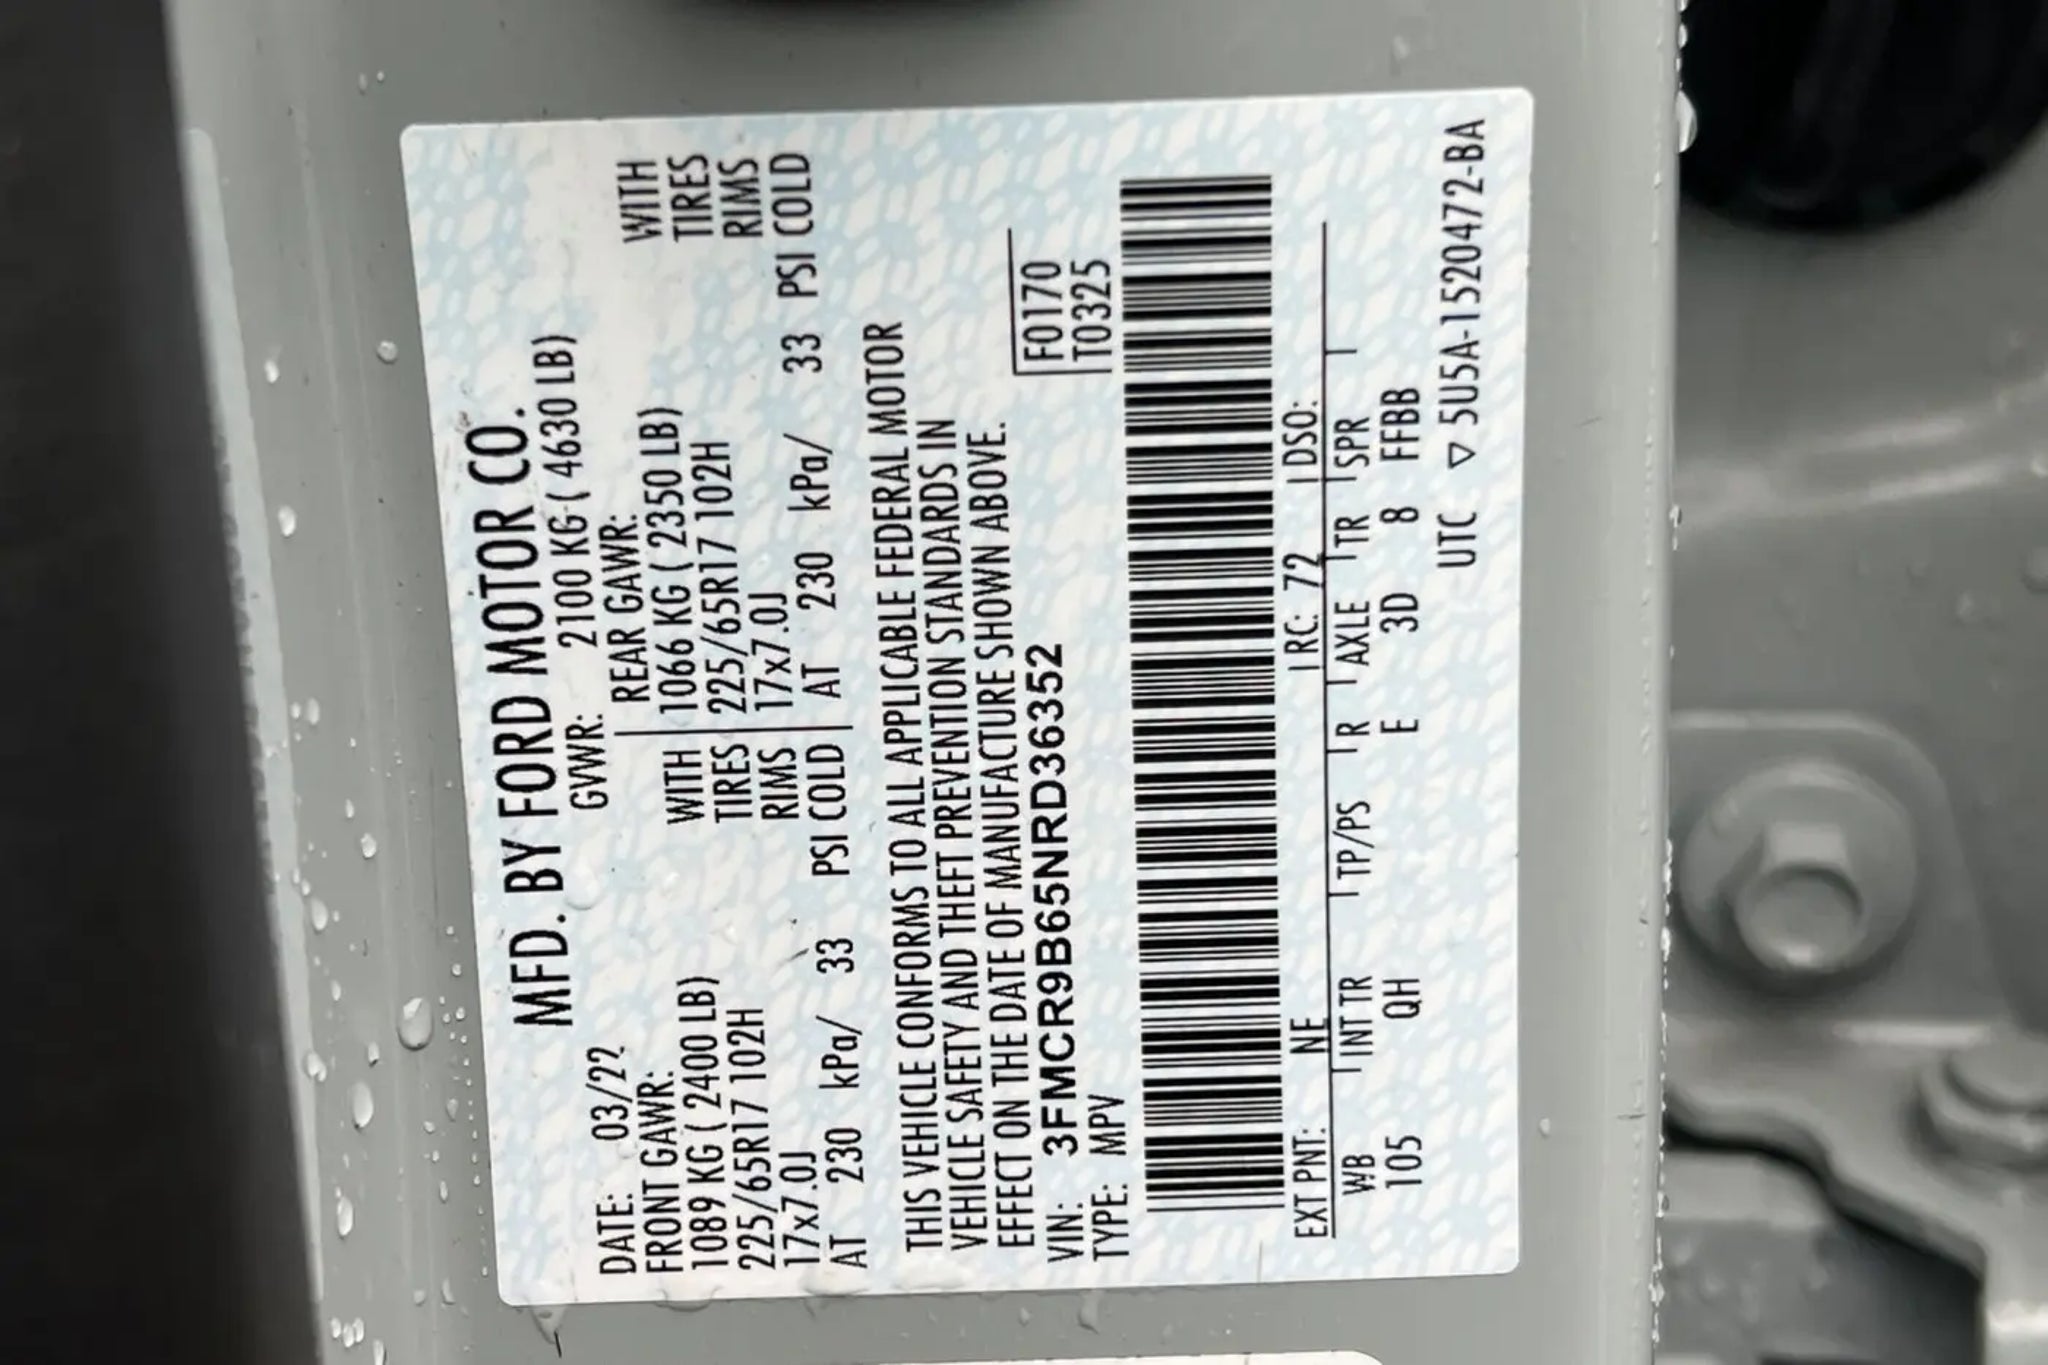 MFD. BY FORD MOTOR CO.
DATE: 03/22 GVWR: 2100 KG ( 4630 LB)
FRONT GAWR: REAR GAWR:
1089 KG ( 2400 LB) WITH 1066 KG ( 2350 LB) WITH
225/65R17 102H TIRES 225/65R17 102H TIRES
17x7.0J RIMS 17x7.0J RIMS
AT 230 kPa/ 33 PSI COLD AT 230 kPa/ 33 PSI COLD
THIS VEHICLE CONFORMS TO ALL APPLICABLE FEDERAL MOTOR
VEHICLE SAFETY AND THEFT PREVENTION STANDARDS IN
EFFECT ON THE DATE OF MANUFACTURE SHOWN ABOVE.
VIN: 3FMCR9B65NRD36352 F0170
TYPE: MPV T0325
EXT PNT: NE RC: 72 DSO:
WB INT TR TP/PS R AXLE TR SPR
105 QH E 3D 8 FFBB
UTC ▽ 5U5A-1520472-BA